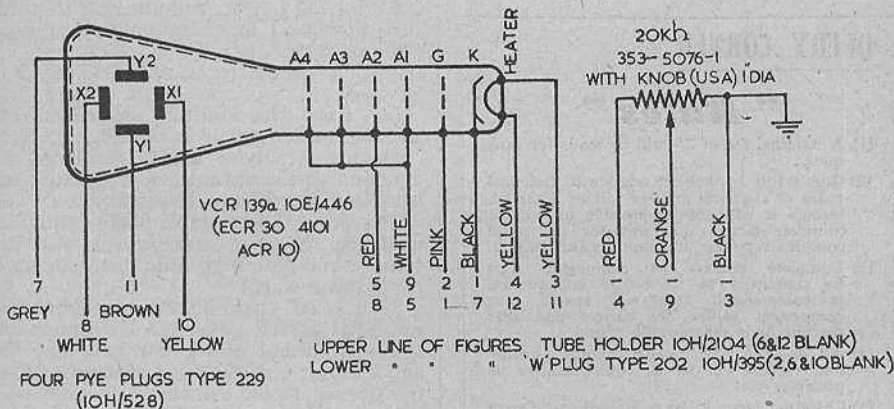 QUERY CORNER
A4 A3 A2 A1 G K HEATER
Y2
X2 X1
Y1
20kh
353-5076-1
WITH KNOB (USA) 1 DIA
VCR 139a 10E/446
(ECR 30 4101
ACR 10)
RED WHITE PINK BLACK YELLOW YELLOW
5 9 2 1 4 3
8 5 1 7 12 11
RED ORANGE BLACK
- - -
4 9 3
7 11
GREY BROWN
8 10
WHITE YELLOW
FOUR PYE PLUGS TYPE 229
(10H/528)
UPPER LINE OF FIGURES TUBE HOLDER 10H/2104 (6&12 BLANK)
LOWER " " " 'W' PLUG TYPE 202 10H/395 (2,6&10 BLANK)